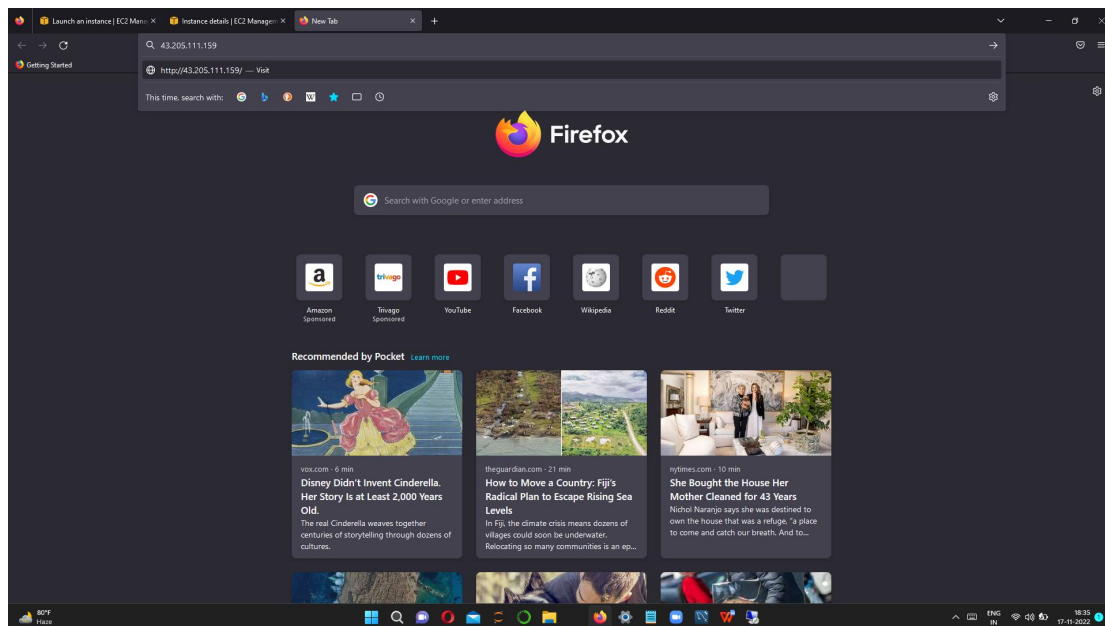 Launch an instance | EC2 Mana
Instance details | EC2 Managem
New Tab
43.205.111.159
Getting Started
http://43.205.111.159/ — Visit
This time, search with:
Firefox
Search with Google or enter address
a
trivago
Amazon
Sponsored
Trivago
Sponsored
YouTube
Facebook
Wikipedia
Reddit
Twitter
Recommended by Pocket Learn more
vox.com · 6 min
Disney Didn't Invent Cinderella.
Her Story Is at Least 2,000 Years
Old.
The real Cinderella weaves together
centuries of storytelling through dozens of
cultures.
theguardian.com · 21 min
How to Move a Country: Fiji's
Radical Plan to Escape Rising Sea
Levels
In Fiji, the climate crisis means dozens of
villages could soon be underwater.
Relocating so many communities is an ep...
nytimes.com · 10 min
She Bought the House Her
Mother Cleaned for 43 Years
Nichol Naranjo says she was destined to
own the house that was a refuge, "a place
to come and catch our breath. And to...
80°F
Haze
ENG
IN
18:35
17-11-2022